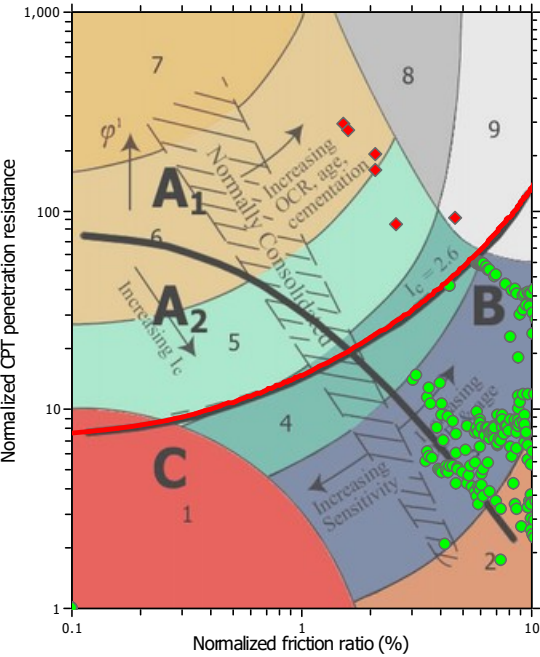 1,000
7
8
9
φ'
Increasing
OCR, age,
cementation
Normally Consolidated
A1
100
6
Ic = 2.6
A2
B
Increasing Ic
5
10
4
C
Increasing
Sensitivity
1
2
1
0.1
1
10
Normalized friction ratio (%)
Normalized CPT penetration resistance